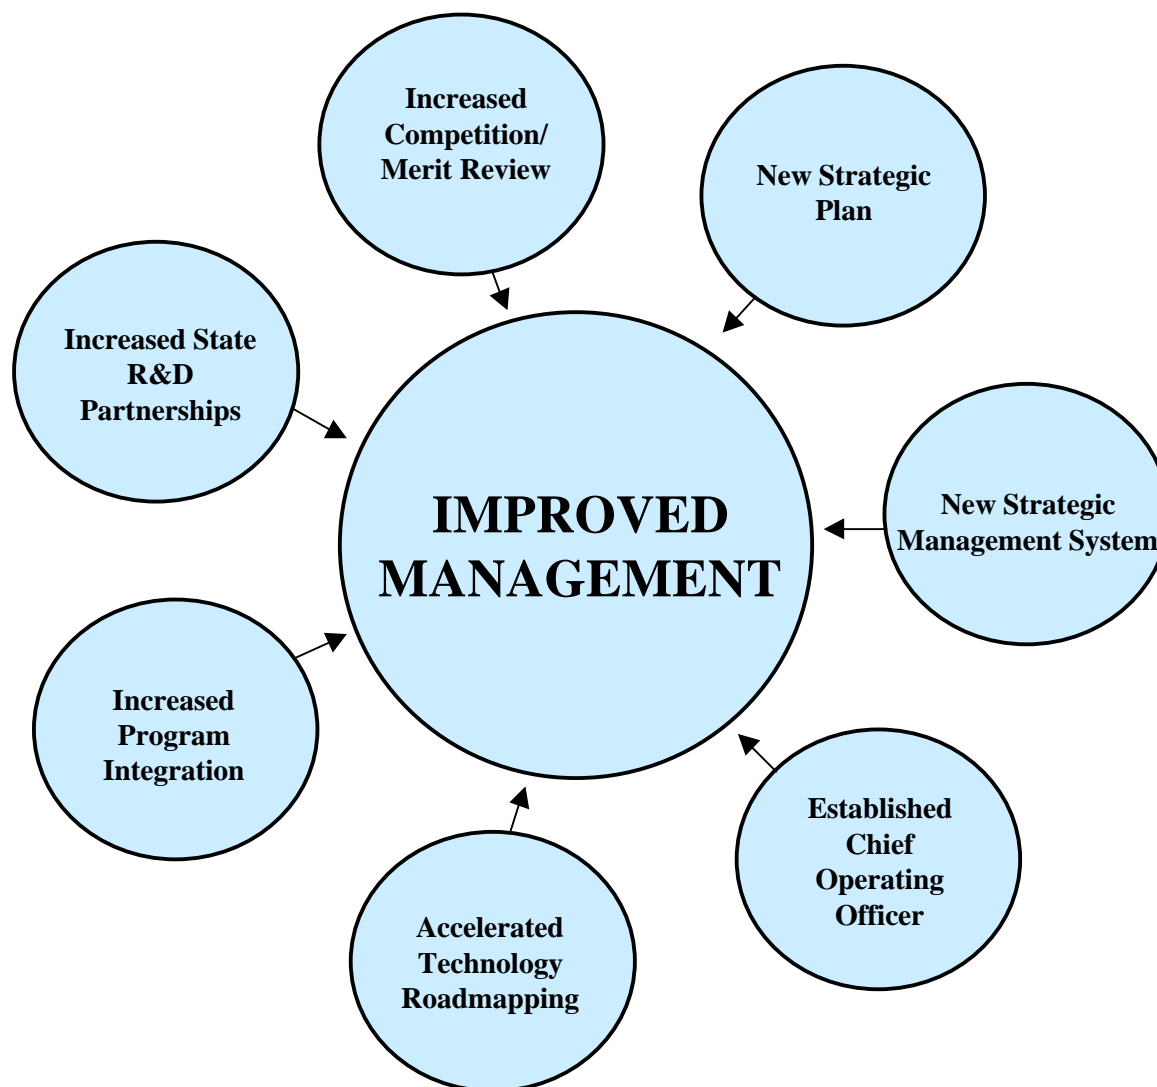 Increased
Competition/
Merit Review
New Strategic
Plan
Increased State
R&D
Partnerships
IMPROVED
MANAGEMENT
New Strategic
Management System
Increased
Program
Integration
Established
Chief
Operating
Officer
Accelerated
Technology
Roadmapping